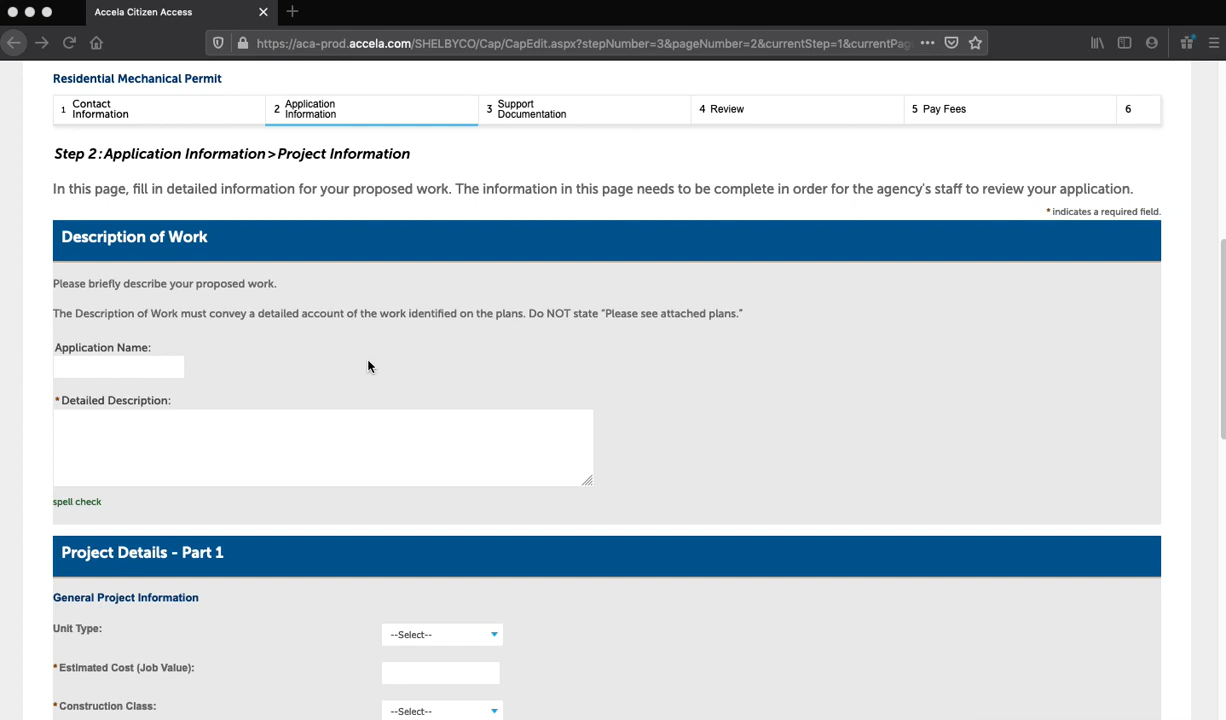 Accela Citizen Access
https://aca-prod.accela.com/SHELBYCO/Cap/CapEdit.aspx?stepNumber=3&pageNumber=2&currentStep=1&currentPag
Residential Mechanical Permit
1 Contact Information
2 Application Information
3 Support Documentation
4 Review
5 Pay Fees
6
Step 2:Application Information>Project Information
In this page, fill in detailed information for your proposed work. The information in this page needs to be complete in order for the agency's staff to review your application.
* indicates a required field.
Description of Work
Please briefly describe your proposed work.
The Description of Work must convey a detailed account of the work identified on the plans. Do NOT state "Please see attached plans."
Application Name:
* Detailed Description:
spell check
Project Details - Part 1
General Project Information
Unit Type:
--Select--
* Estimated Cost (Job Value):
* Construction Class:
--Select--